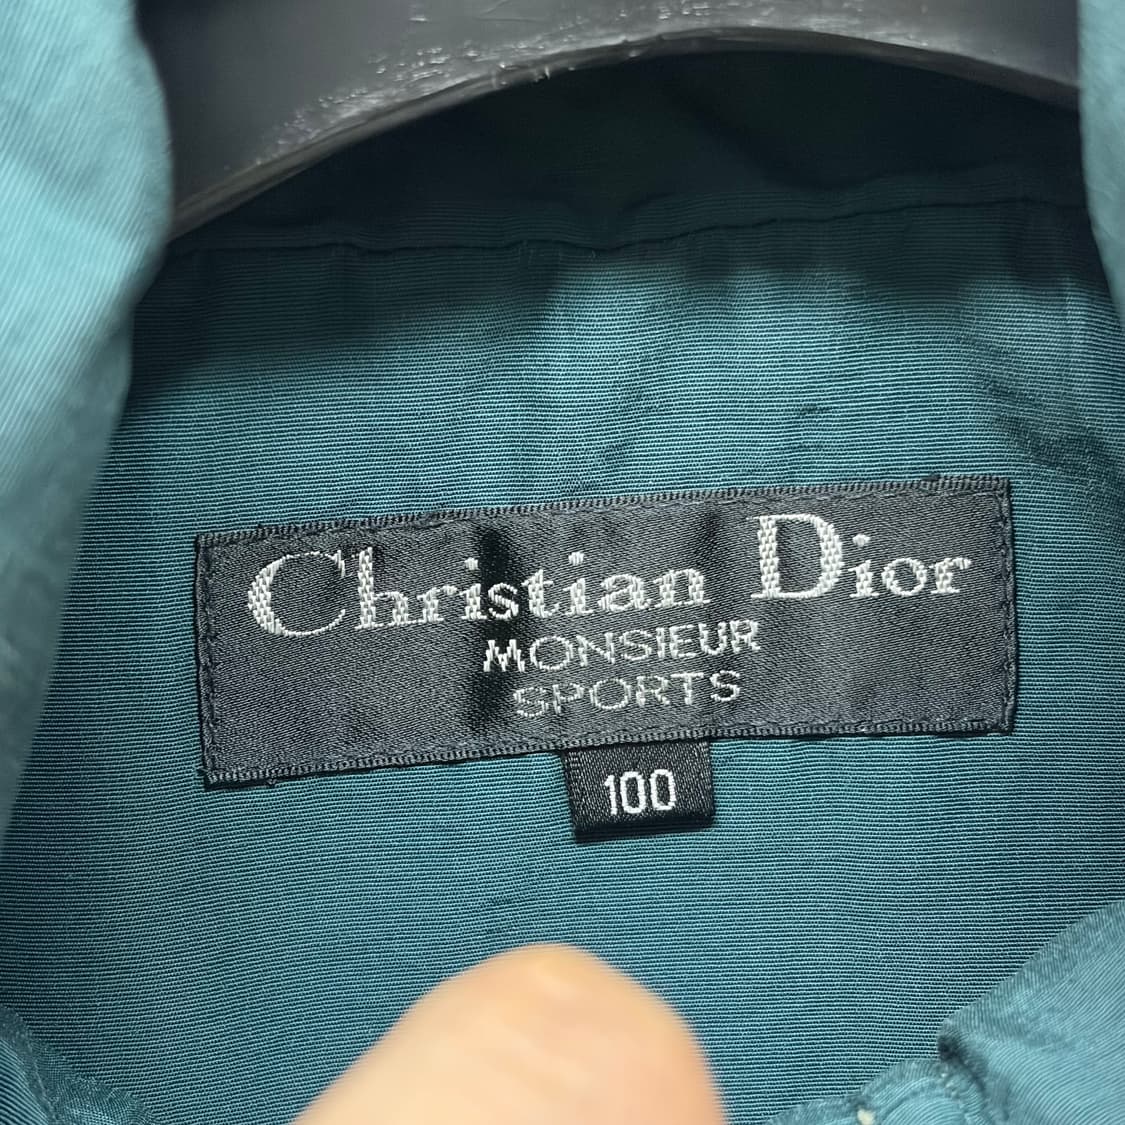 Christian Dior
MONSIEUR
SPORTS
100